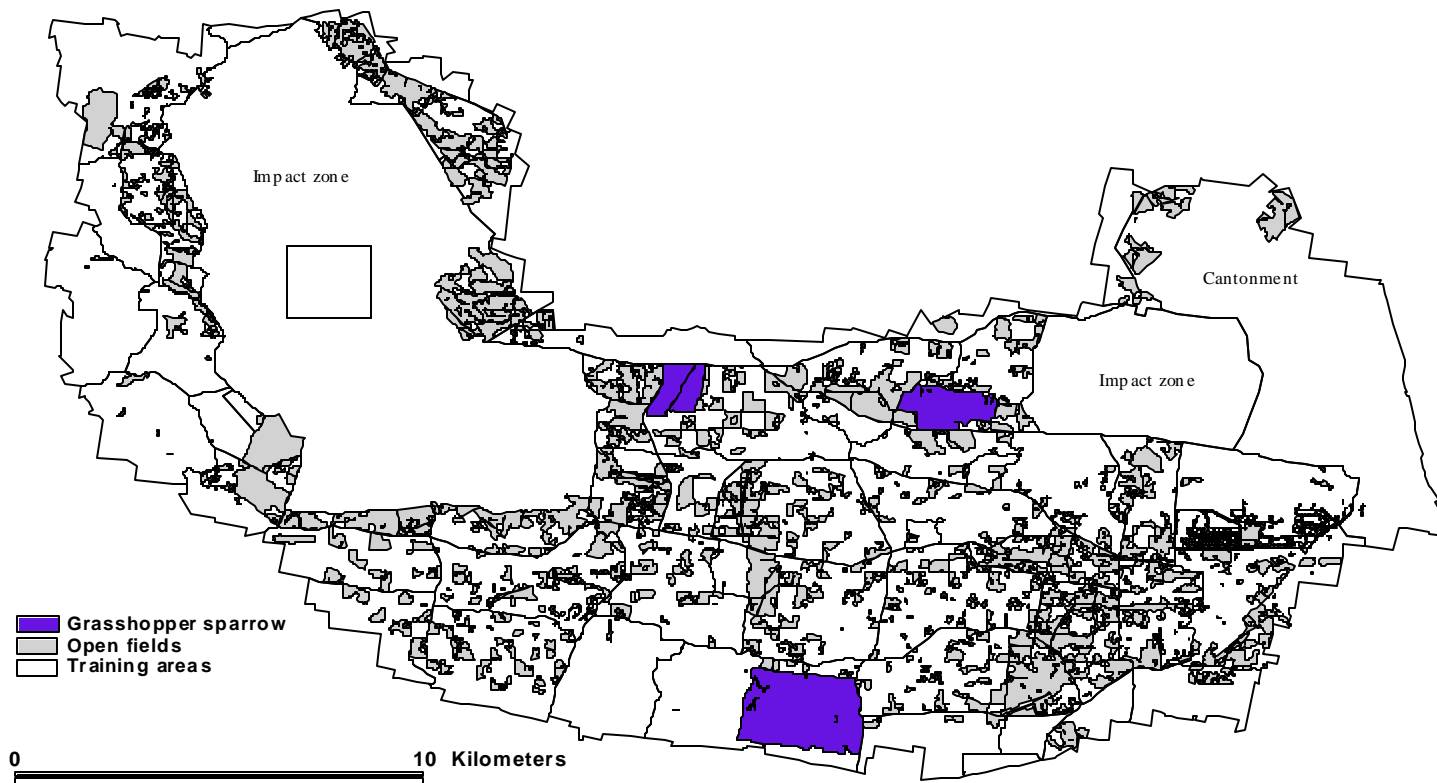 Impact zone
Cantonment
Impact zone
Grasshopper sparrow
Open fields
Training areas
0 10 Kilometers